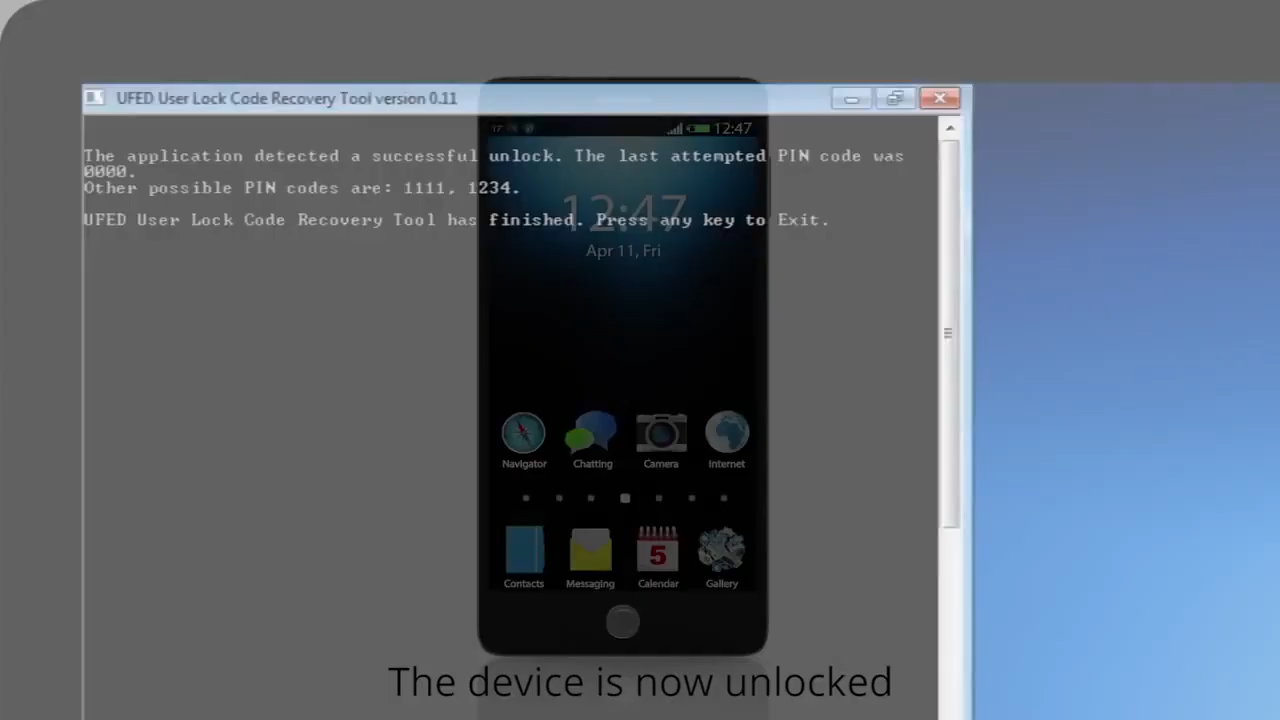 UFED User Lock Code Recovery Tool version 0.11
12:47
The application detected a successful unlock. The last attempted PIN code was
0000.
Other possible PIN codes are: 1111, 1234.
12:47
UFED User Lock Code Recovery Tool has finished. Press any key to Exit.
Apr 11, Fri
Navigator Chatting Camera Internet
5
Contacts Messaging Calendar Gallery
The device is now unlocked